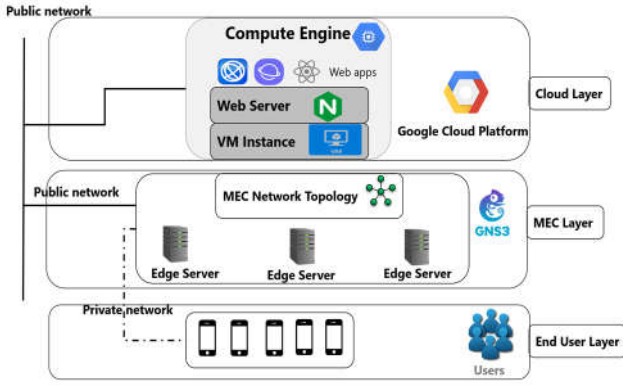 Public network
Compute Engine
Web apps
Web Server
N
VM Instance
Google Cloud Platform
Cloud Layer
Public network
MEC Network Topology
GNS3
MEC Layer
Edge Server
Edge Server
Edge Server
Private network
Users
End User Layer